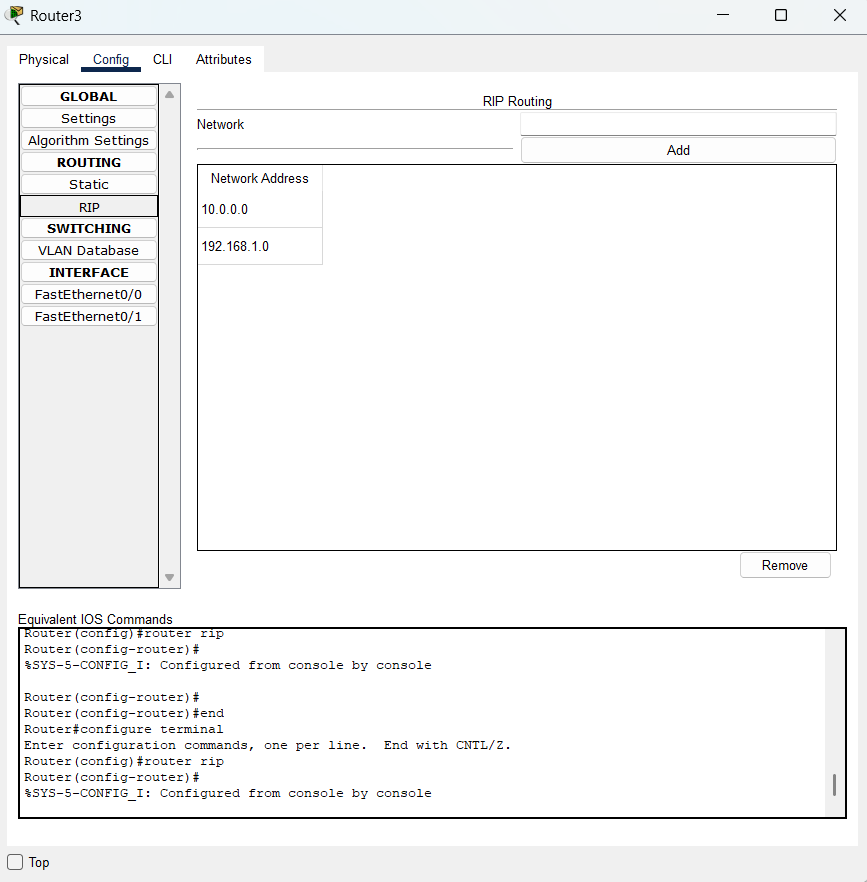 Router3
Physical Config CLI Attributes
GLOBAL
Settings
Algorithm Settings
ROUTING
Static
RIP
SWITCHING
VLAN Database
INTERFACE
FastEthernet0/0
FastEthernet0/1
RIP Routing
Network
Add
Network Address
10.0.0.0
192.168.1.0
Remove
Equivalent IOS Commands
Router(config)#router rip
Router(config-router)#
%SYS-5-CONFIG_I: Configured from console by console
Router(config-router)#
Router(config-router)#end
Router#configure terminal
Enter configuration commands, one per line.  End with CNTL/Z.
Router(config)#router rip
Router(config-router)#
%SYS-5-CONFIG_I: Configured from console by console
Top